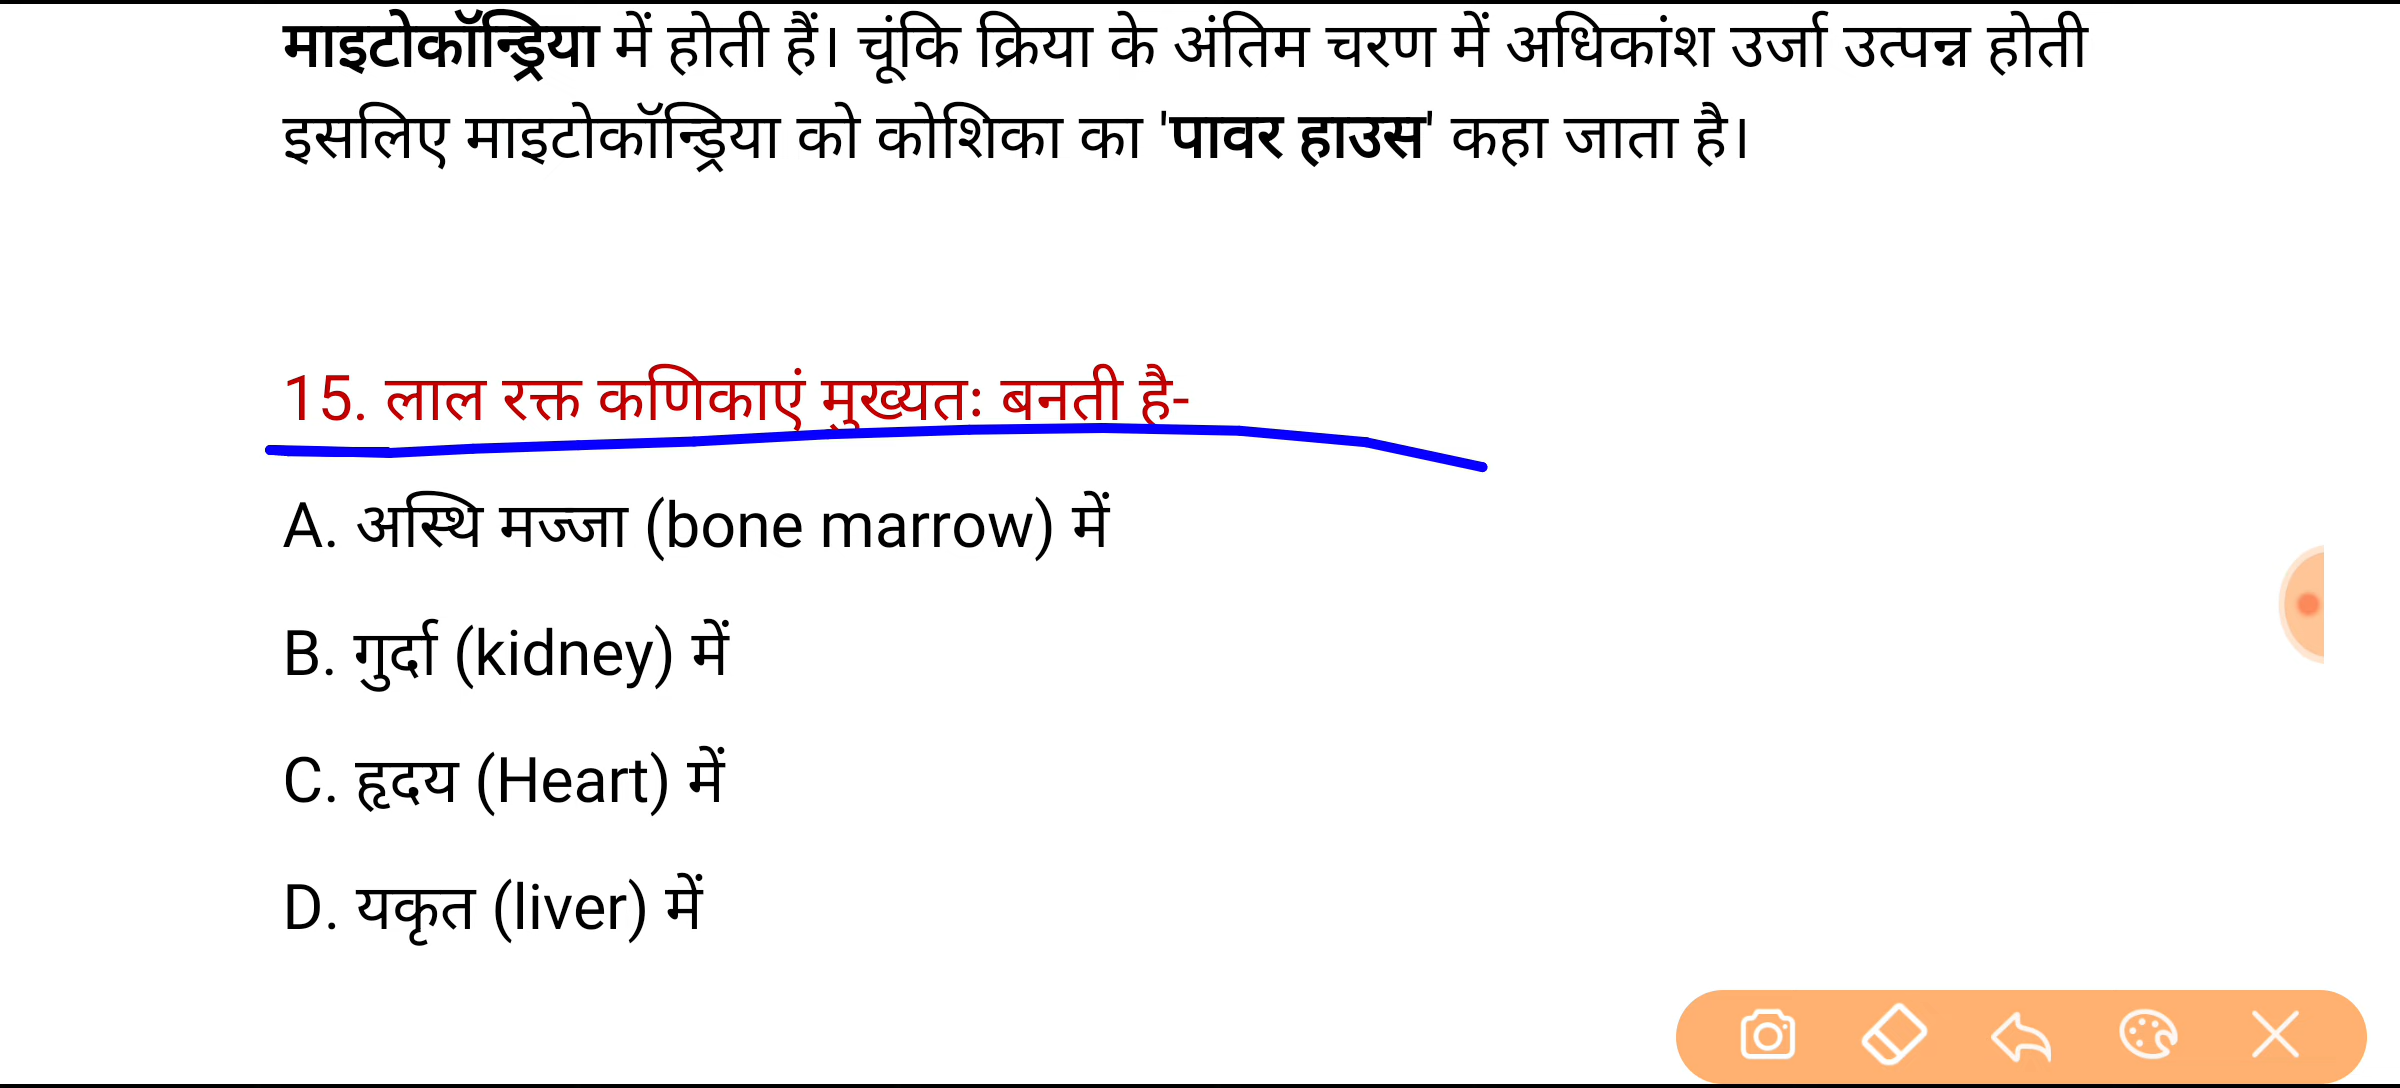 माइटोकॉन्ड्रिया में होती हैं। चूंकि क्रिया के अंतिम चरण में अधिकांश उर्जा उत्पन्न होती
इसलिए माइटोकॉन्ड्रिया को कोशिका का 'पावर हाउस' कहा जाता है।
15. लाल रक्त कणिकाएं मुख्यतः बनती है-
A. अस्थि मज्जा (bone marrow) में
B. गुर्दा (kidney) में
C. हृदय (Heart) में
D. यकृत (liver) में